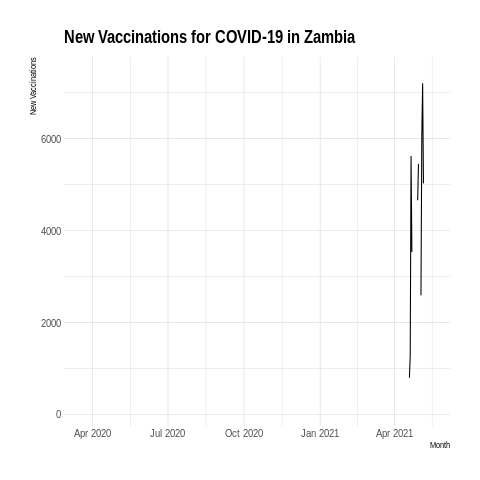 New Vaccinations for COVID-19 in Zambia
New Vaccinations
6000
4000
2000
0
Apr 2020 Jul 2020 Oct 2020 Jan 2021 Apr 2021
Month